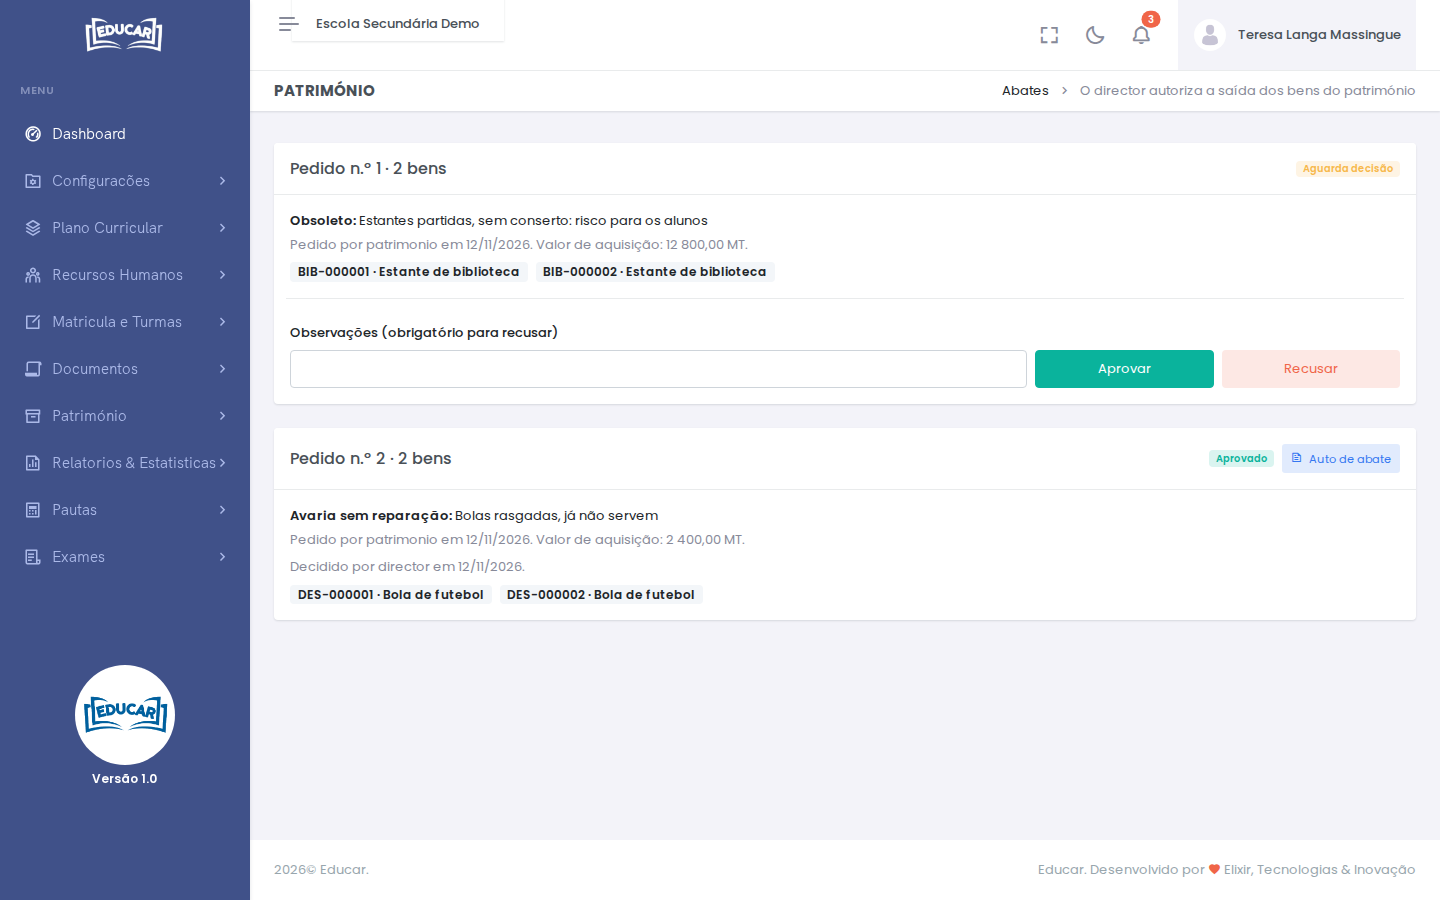 EDUCAR
MENU
Dashboard
Configuracões
Plano Curricular
Recursos Humanos
Matricula e Turmas
Documentos
Património
Relatorios & Estatisticas
Pautas
Exames
EDUCAR
Versão 1.0
Escola Secundária Demo
3
Teresa Langa Massingue
PATRIMÓNIO
Abates > O director autoriza a saída dos bens do património
Pedido n.º 1 · 2 bens
Aguarda decisão
Obsoleto: Estantes partidas, sem conserto: risco para os alunos
Pedido por patrimonio em 12/11/2026. Valor de aquisição: 12 800,00 MT.
BIB-000001 · Estante de biblioteca BIB-000002 · Estante de biblioteca
Observações (obrigatório para recusar)
Aprovar Recusar
Pedido n.º 2 · 2 bens
Aprovado Auto de abate
Avaria sem reparação: Bolas rasgadas, já não servem
Pedido por patrimonio em 12/11/2026. Valor de aquisição: 2 400,00 MT.
Decidido por director em 12/11/2026.
DES-000001 · Bola de futebol DES-000002 · Bola de futebol
2026© Educar.
Educar. Desenvolvido por ♥ Elixir, Tecnologias & Inovação